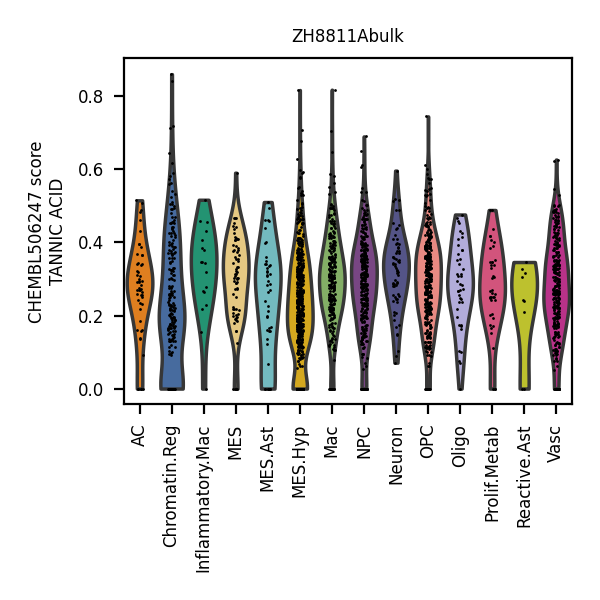 ZH8811Abulk
CHEMBL506247 score
TANNIC ACID
0.8
0.6
0.4
0.2
0.0
AC
Chromatin.Reg
Inflammatory.Mac
MES
MES.Ast
MES.Hyp
Mac
NPC
Neuron
OPC
Oligo
Prolif.Metab
Reactive.Ast
Vasc